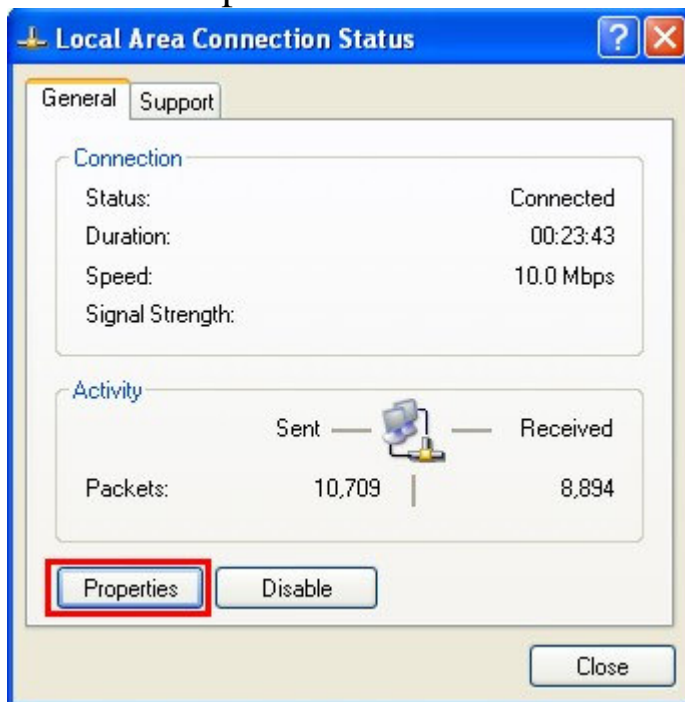 Local Area Connection Status
General Support
Connection
Status: Connected
Duration: 00:23:43
Speed: 10.0 Mbps
Signal Strength:
Activity
Sent Received
Packets: 10,709 8,894
Properties Disable
Close